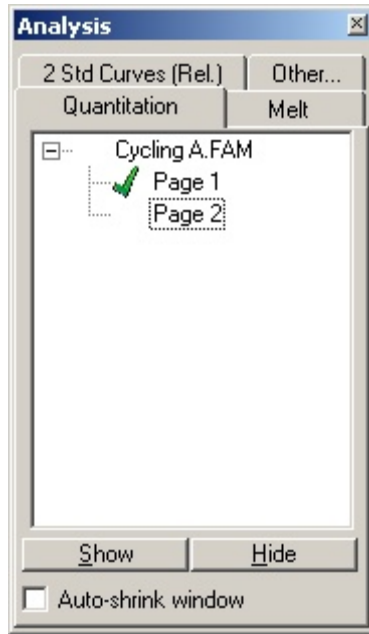 Analysis
2 Std Curves (Rel.) Other...
Quantitation Melt
Cycling A.FAM
Page 1
Page 2
Show Hide
Auto-shrink window